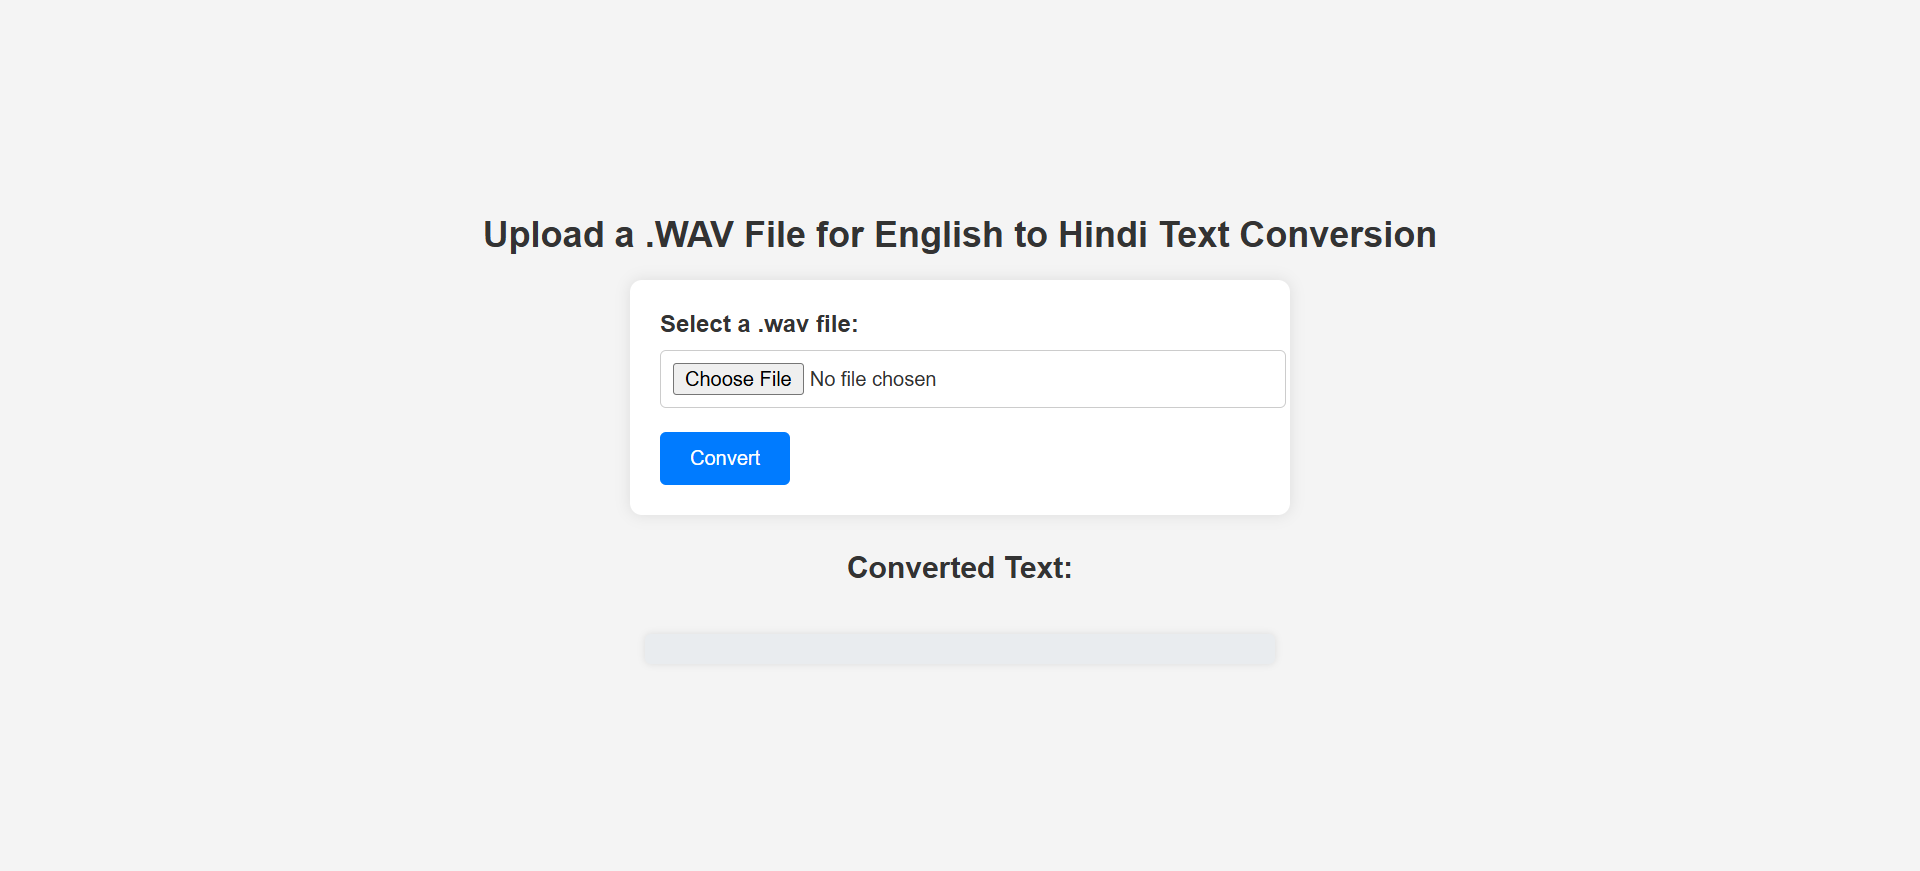 Upload a .WAV File for English to Hindi Text Conversion
Select a .wav file:
Choose File No file chosen
Convert
Converted Text: